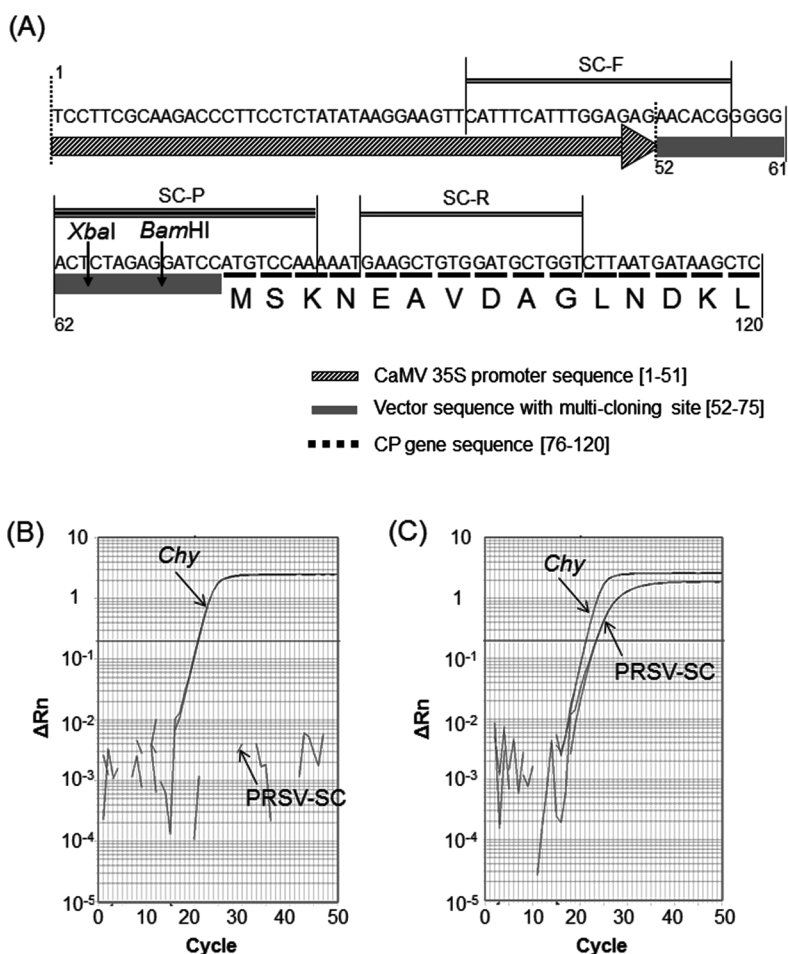 (A)
1
SC-F
TCCTTCGCAAGACCCTTCCTCTATATAAGGAAGTTCATTTCATTTGGAGAGAACACGGGGGG
52
61
SC-P
SC-R
XbaI
BamHI
ACTCTAGAGGATCCATGTCCAAAAATGAAGCTGTGGATGCTGGTCTTAATGATAAGCTC
M S K N E A V D A G L N D K L
62
120
CaMV 35S promoter sequence [1-51]
Vector sequence with multi-cloning site [52-75]
CP gene sequence [76-120]
(B)
10
1
10-1
10-2
10-3
10-4
10-5
ΔRn
Chy
PRSV-SC
0 10 20 30 40 50
Cycle
(C)
10
1
10-1
10-2
10-3
10-4
10-5
ΔRn
Chy
PRSV-SC
0 10 20 30 40 50
Cycle